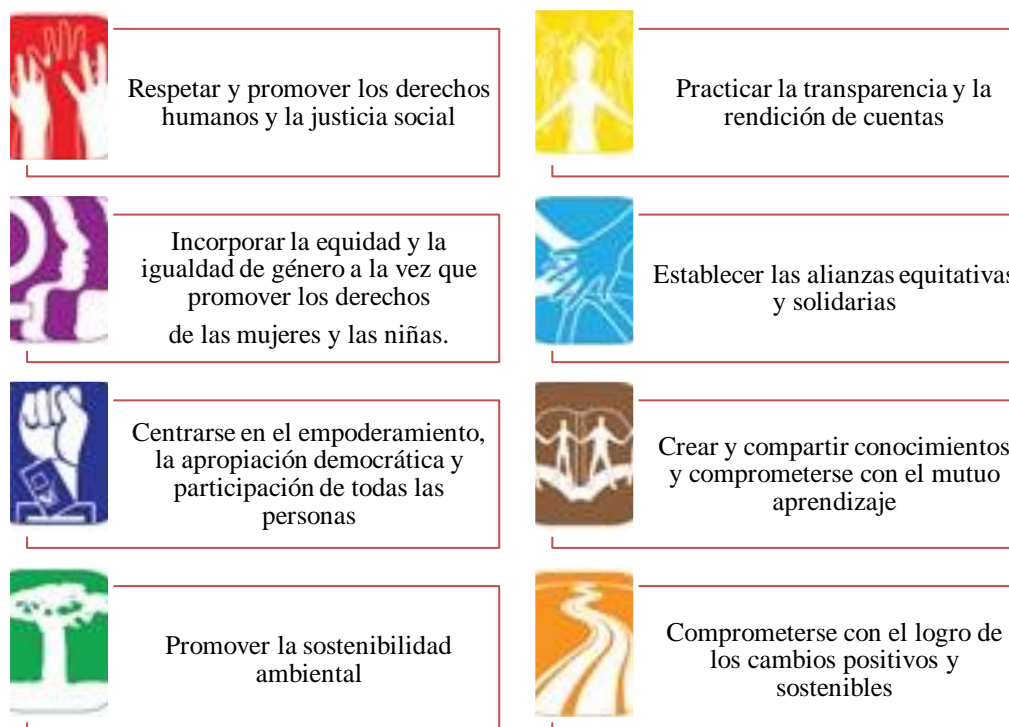 Respetar y promover los derechos
humanos y la justicia social
Practicar la transparencia y la
rendición de cuentas
Incorporar la equidad y la
igualdad de género a la vez que
promover los derechos
de las mujeres y las niñas.
Establecer las alianzas equitativas
y solidarias
Centrarse en el empoderamiento,
la apropiación democrática y
participación de todas las
personas
Crear y compartir conocimientos
y comprometerse con el mutuo
aprendizaje
Promover la sostenibilidad
ambiental
Comprometerse con el logro de
los cambios positivos y
sostenibles